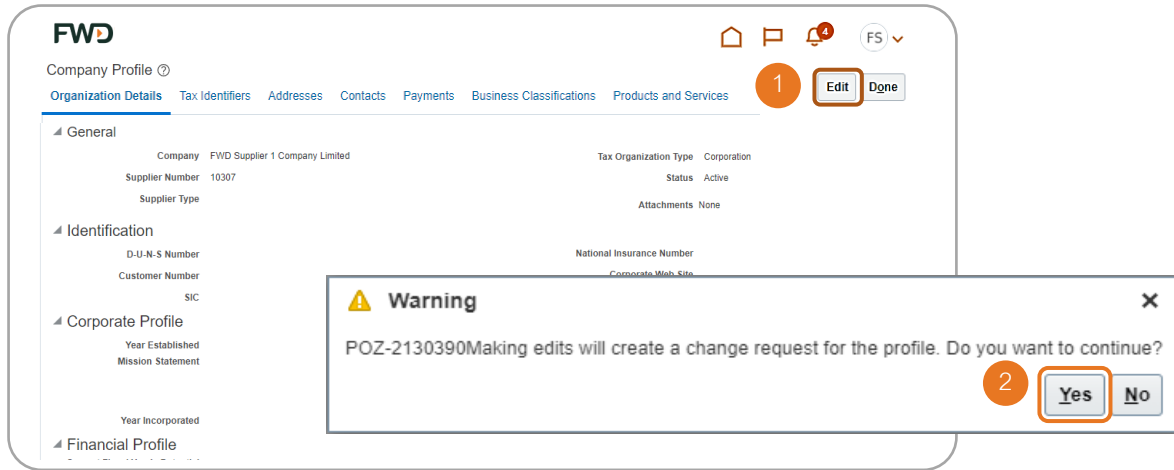 FWD
4
FS
Company Profile
1
Edit
Done
Organization Details Tax Identifiers Addresses Contacts Payments Business Classifications Products and Services
General
Company FWD Supplier 1 Company Limited
Tax Organization Type Corporation
Supplier Number 10307
Status Active
Supplier Type
Attachments None
Identification
D-U-N-S Number
National Insurance Number
Customer Number
Corporate Web Site
SIC
Corporate Profile
Year Established
Mission Statement
Year Incorporated
Financial Profile
Warning
POZ-2130390Making edits will create a change request for the profile. Do you want to continue?
2
Yes
No